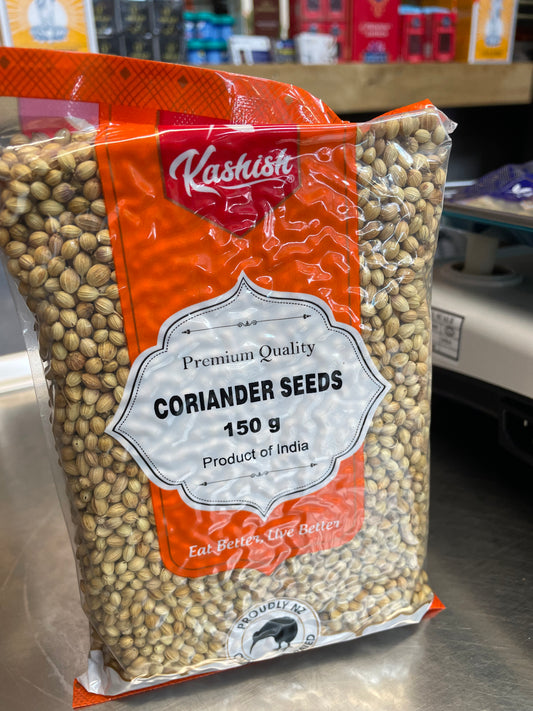 Kashish®
Premium Quality
CORIANDER SEEDS
150 g
Product of India
Eat Better, Live Better
PROUDLY NZ